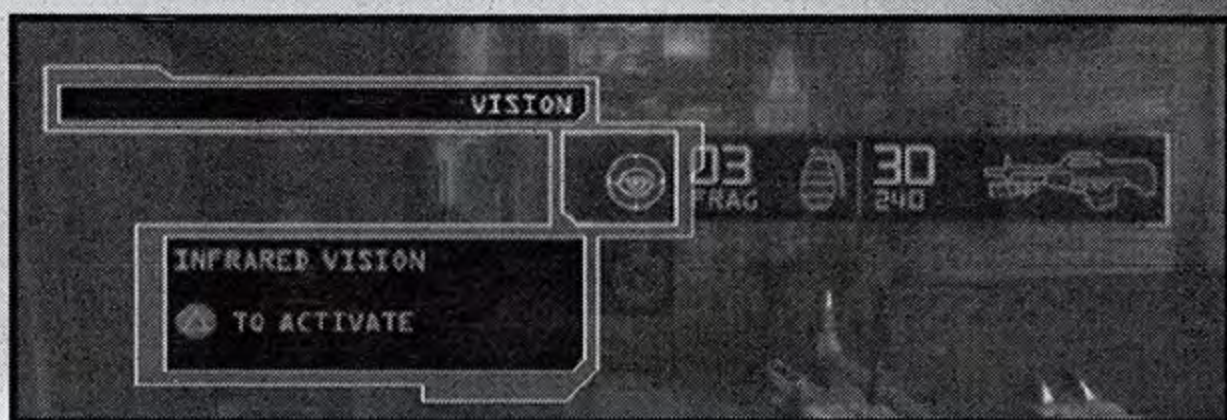 VISION
03 30
FRAG 240
INFRARED VISION
A TO ACTIVATE